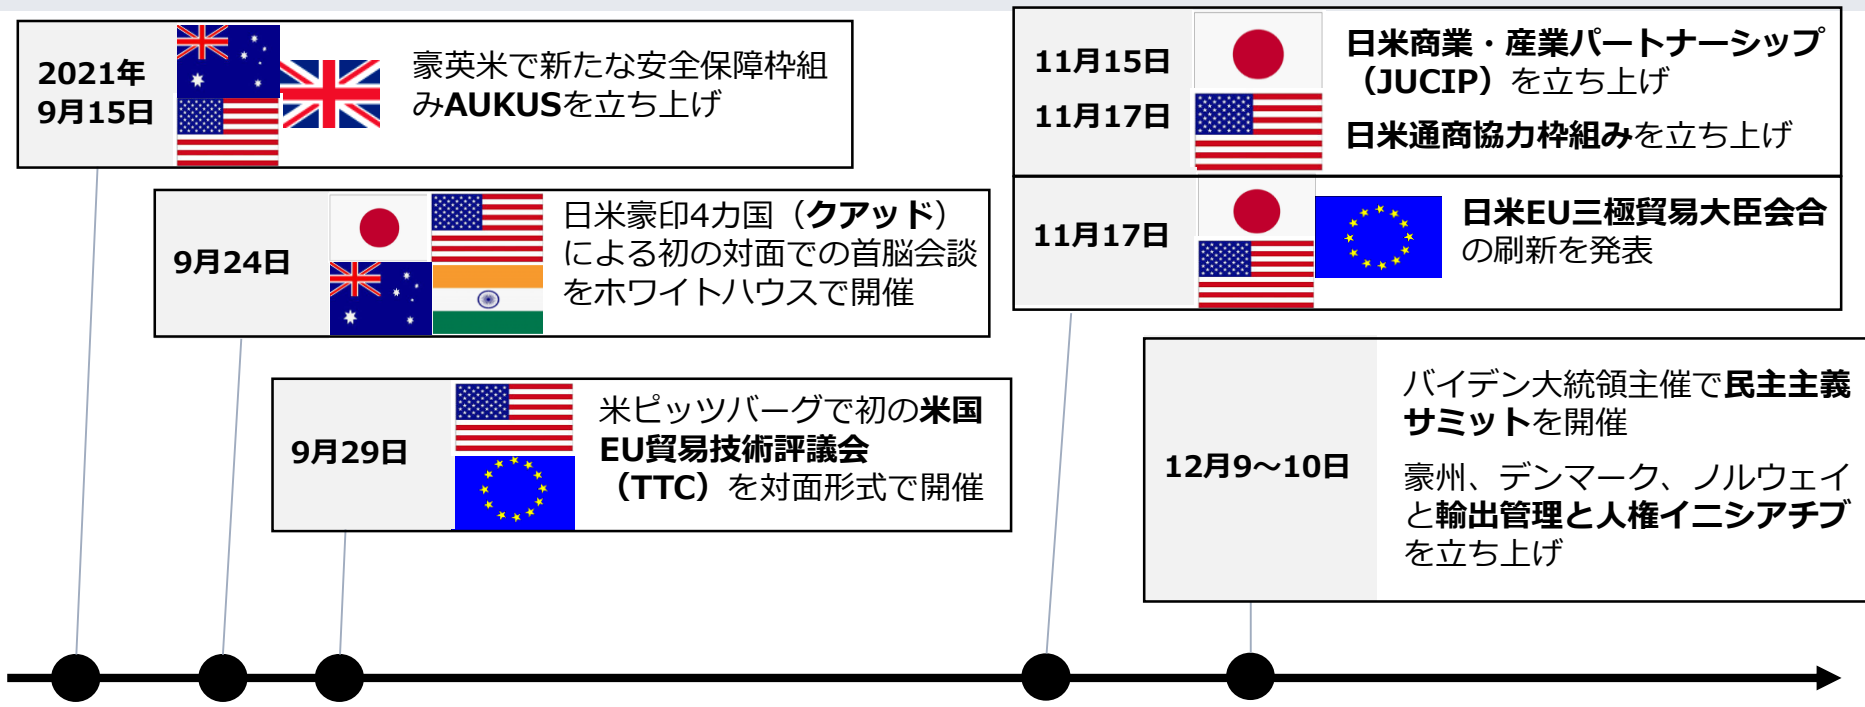 2021年
9月15日
豪英米で新たな安全保障枠組
みAUKUSを立ち上げ
9月24日
日米豪印4カ国（クアッド）
による初の対面での首脳会談
をホワイトハウスで開催
9月29日
米ピッツバーグで初の米国
EU貿易技術評議会
（TTC）を対面形式で開催
11月15日
日米商業・産業パートナーシップ
（JUCIP）を立ち上げ
11月17日
日米通商協力枠組みを立ち上げ
11月17日
日米EU三極貿易大臣会合
の刷新を発表
12月9～10日
バイデン大統領主催で民主主義
サミットを開催
豪州、デンマーク、ノルウェイ
と輸出管理と人権イニシアチブ
を立ち上げ